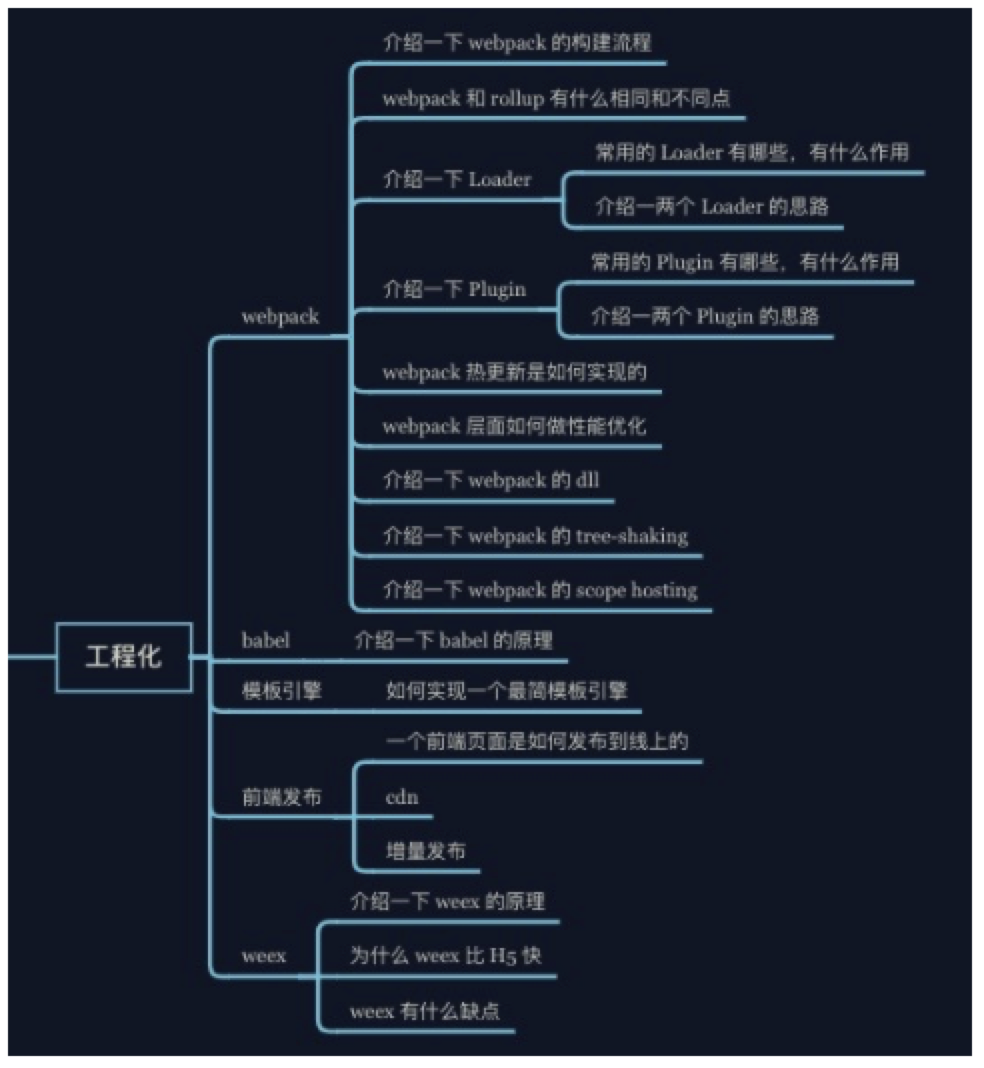 介绍一下 webpack 的构建流程
webpack 和 rollup 有什么相同和不同点
常用的 Loader 有哪些，有什么作用
介绍一下 Loader
介绍一两个 Loader 的思路
常用的 Plugin 有哪些，有什么作用
介绍一下 Plugin
介绍一两个 Plugin 的思路
webpack
webpack 热更新是如何实现的
webpack 层面如何做性能优化
介绍一下 webpack 的 dll
介绍一下 webpack 的 tree-shaking
介绍一下 webpack 的 scope hosting
工程化
babel
介绍一下 babel 的原理
模板引擎
如何实现一个最简模板引擎
一个前端页面是如何发布到线上的
前端发布
cdn
增量发布
介绍一下 weex 的原理
weex
为什么 weex 比 H5 快
weex 有什么缺点